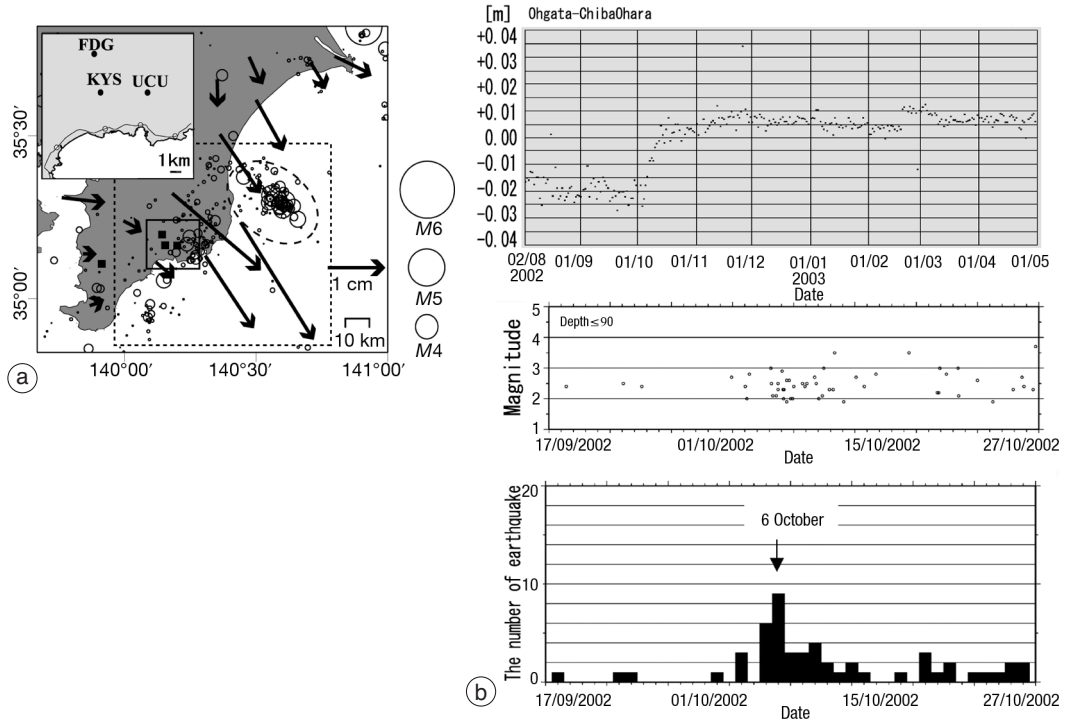 FDG
KYS UCU
1km
35°30′
35°00′
140°00′ 140°30′ 141°00′
1 cm
10 km
M6
M5
M4
a
[m] Ohgata-ChibaOhara
+0.04
+0.03
+0.02
+0.01
0.00
-0.01
-0.02
-0.03
-0.04
02/08 01/09 01/10 01/11 01/12 01/01 01/02 01/03 01/04 01/05
2002 2003
Date
Magnitude
5
4
3
2
1
Depth≤90
17/09/2002 01/10/2002 15/10/2002 27/10/2002
Date
The number of earthquake
20
10
0
6 October
17/09/2002 01/10/2002 15/10/2002 27/10/2002
Date
b